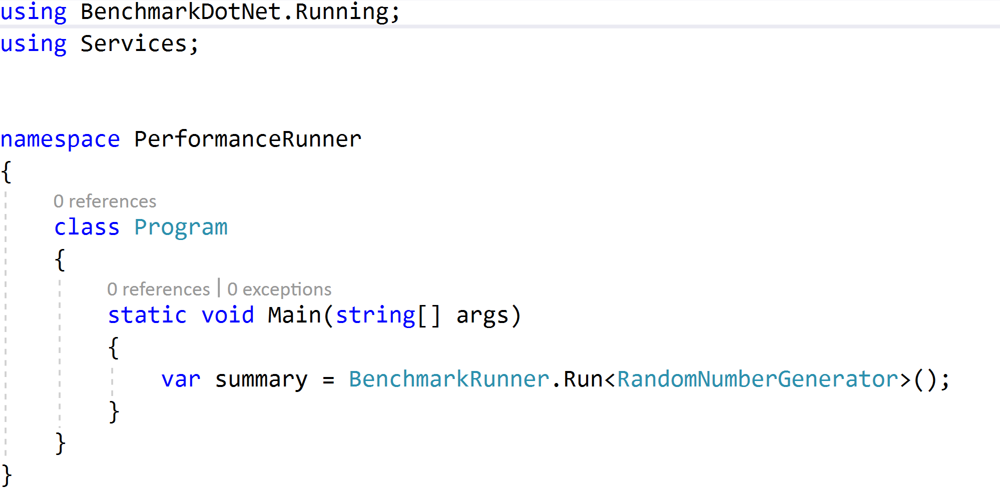 using BenchmarkDotNet.Running;
using Services;
namespace PerformanceRunner
{
0 references
class Program
{
0 references | 0 exceptions
static void Main(string[] args)
{
var summary = BenchmarkRunner.Run<RandomNumberGenerator>();
}
}
}